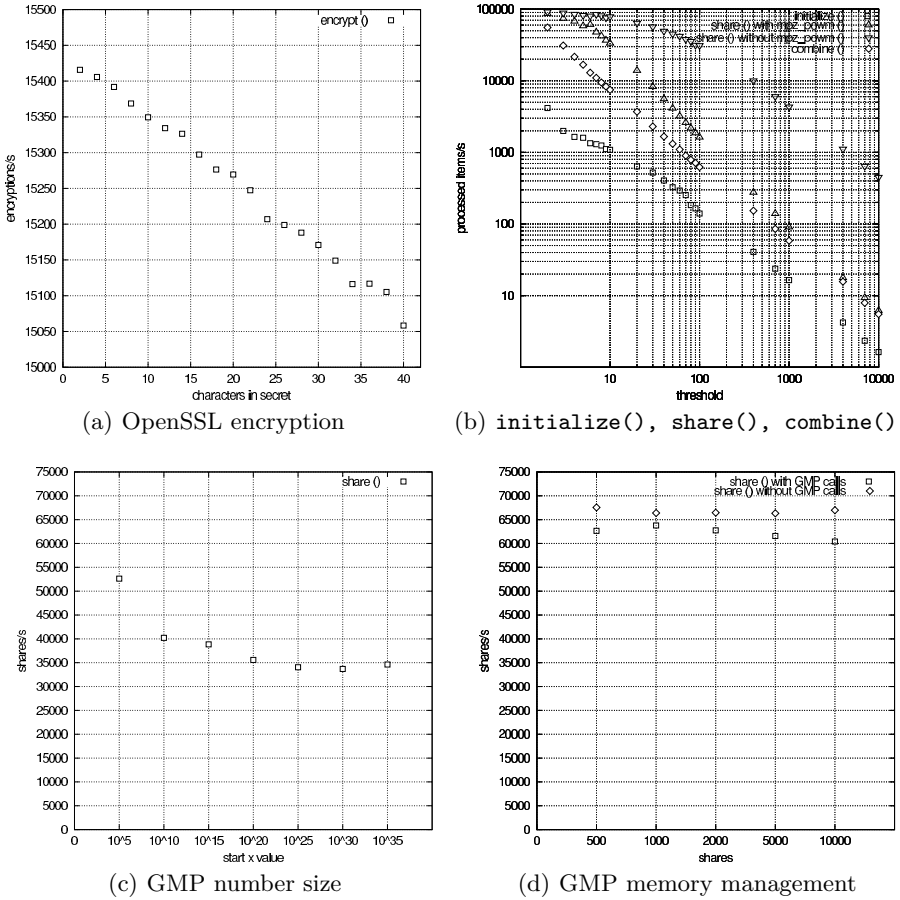 15500
15450
15400
15350
15300
15250
15200
15150
15100
15050
15000
encryptions/s
encrypt ()
0 5 10 15 20 25 30 35 40
characters in secret
(a) OpenSSL encryption
100000
10000
1000
100
10
processed items/s
initialize ()
share () with mpz_powm ()
share () without mpz_powm ()
combine ()
10 100 1000 10000
threshold
(b) initialize(), share(), combine()
75000
70000
65000
60000
55000
50000
45000
40000
35000
30000
25000
20000
15000
10000
5000
0
shares/s
share ()
0 10^5 10^10 10^15 10^20 10^25 10^30 10^35
start x value
(c) GMP number size
75000
70000
65000
60000
55000
50000
45000
40000
35000
30000
25000
20000
15000
10000
5000
0
shares/s
share () with GMP calls
share () without GMP calls
0 500 1000 2000 5000 10000
shares
(d) GMP memory management